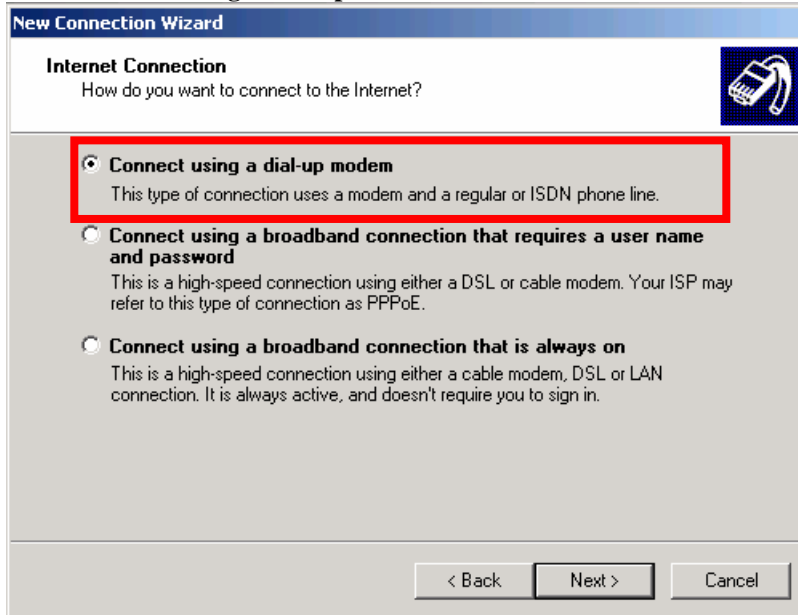 New Connection Wizard
Internet Connection
How do you want to connect to the Internet?
Connect using a dial-up modem
This type of connection uses a modem and a regular or ISDN phone line.
Connect using a broadband connection that requires a user name
and password
This is a high-speed connection using either a DSL or cable modem. Your ISP may
refer to this type of connection as PPPoE.
Connect using a broadband connection that is always on
This is a high-speed connection using either a cable modem, DSL or LAN
connection. It is always active, and doesn't require you to sign in.
< Back Next > Cancel